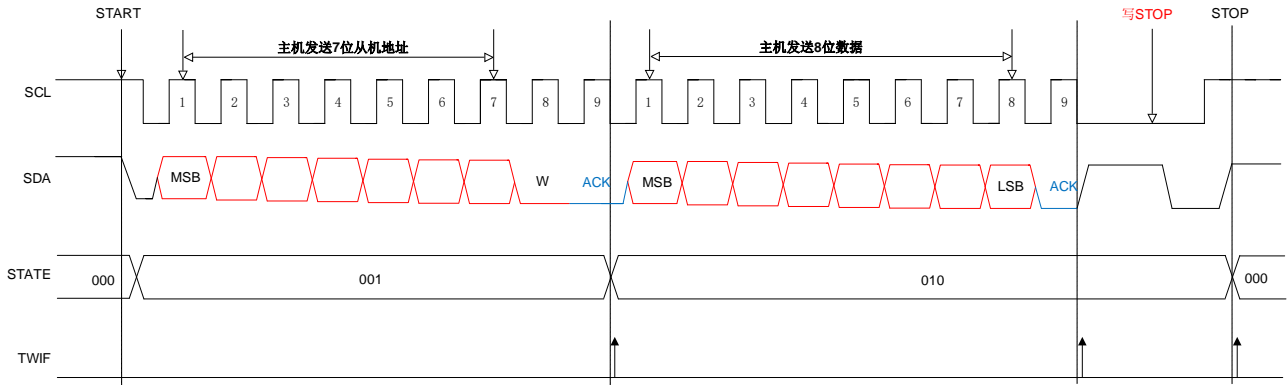 START 写STOP STOP
主机发送7位从机地址 主机发送8位数据
SCL 1 2 3 4 5 6 7 8 9 1 2 3 4 5 6 7 8 9
SDA MSB W ACK MSB LSB ACK
STATE 000 001 010 000
TWIF